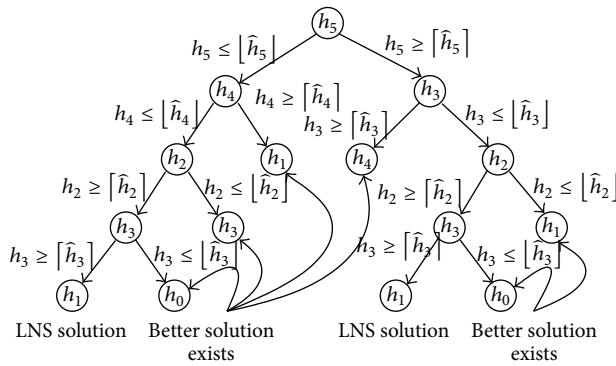 h₅
h₅ ≤ ⌊ĥ₅⌋ h₅ ≥ ⌈ĥ₅⌉
h₄ h₃
h₄ ≤ ⌊ĥ₄⌋ h₄ ≥ ⌈ĥ₄⌉ h₃ ≥ ⌈ĥ₃⌉ h₃ ≤ ⌊ĥ₃⌋
h₂ h₁ h₄ h₂
h₂ ≥ ⌈ĥ₂⌉ h₂ ≤ ⌊ĥ₂⌋ h₂ ≥ ⌈ĥ₂⌉ h₂ ≤ ⌊ĥ₂⌋
h₃ h₃ h₃ h₁
h₃ ≥ ⌈ĥ₃⌉ h₃ ≤ ⌊ĥ₃⌋ h₃ ≥ ⌈ĥ₃⌉ h₃ ≤ ⌊ĥ₃⌋
h₁ h₀ h₁ h₀
LNS solution Better solution exists LNS solution Better solution exists